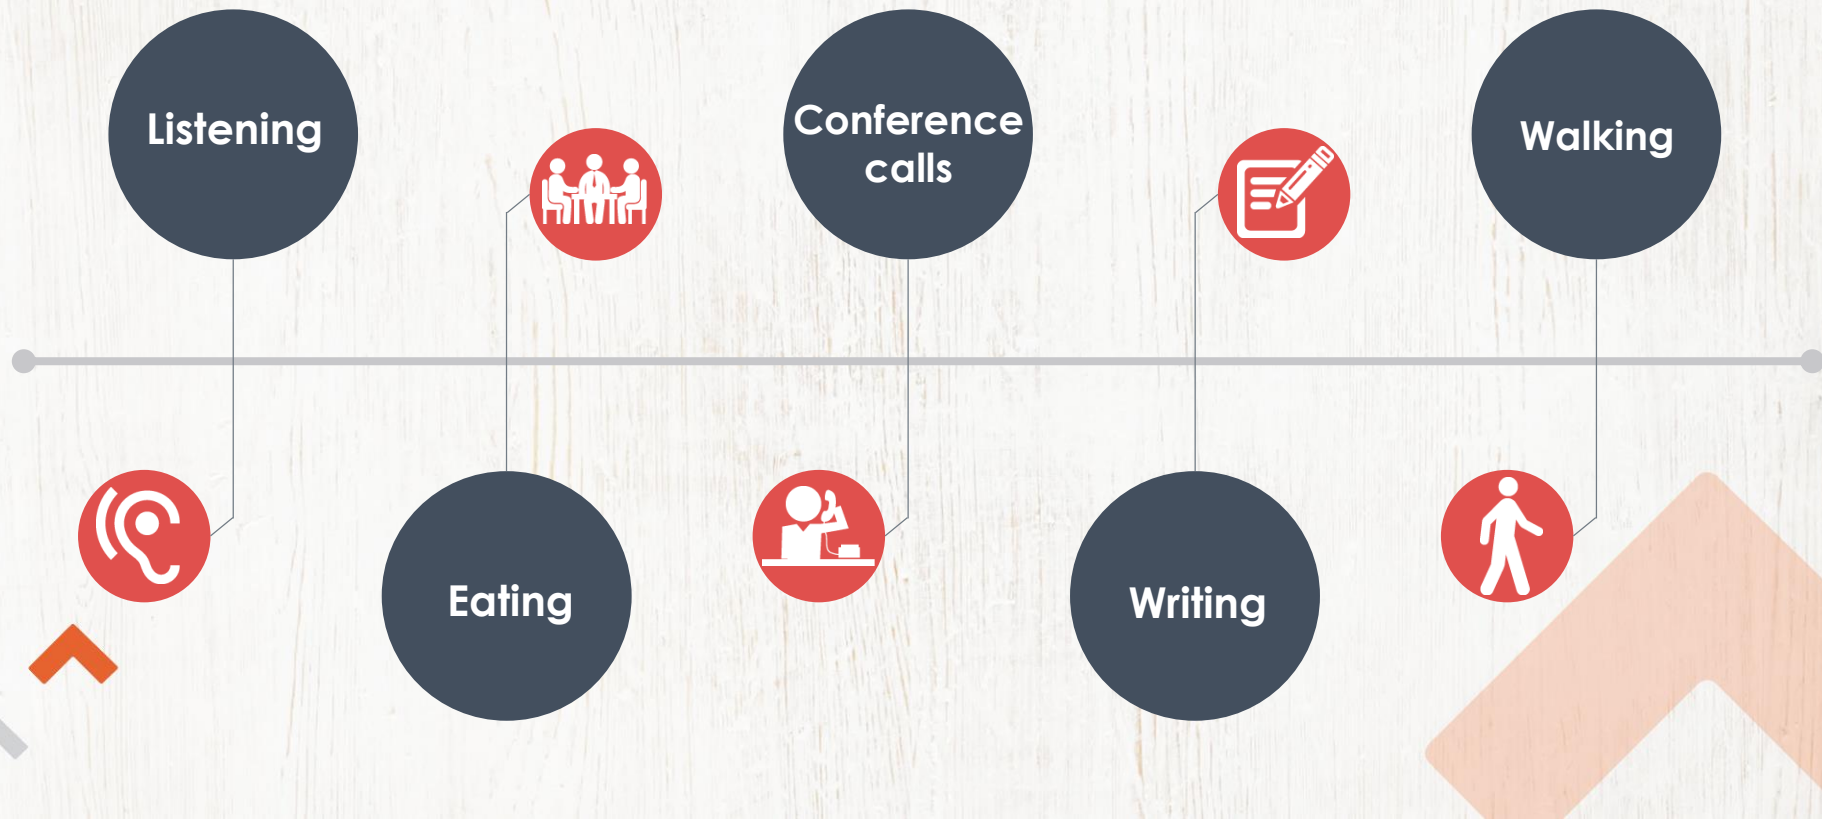 Listening
Eating
Conference
calls
Writing
Walking